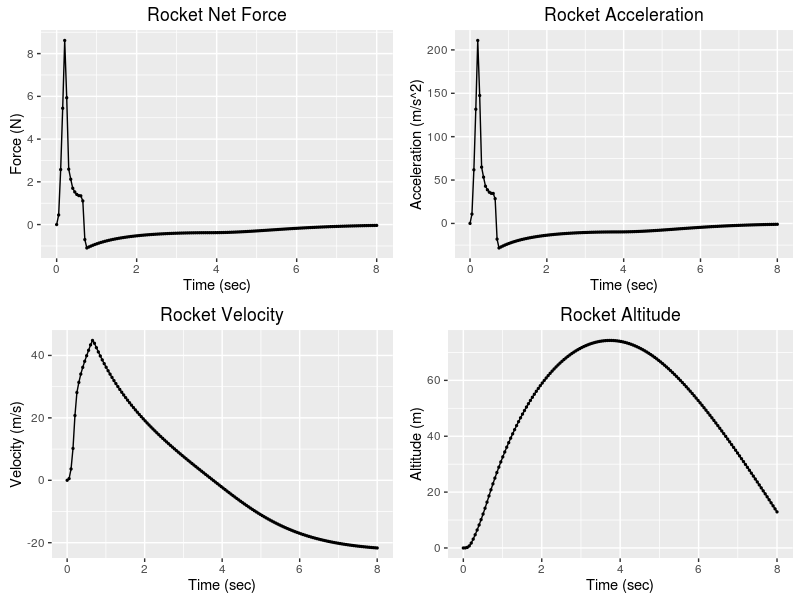 Rocket Net Force
8
6
4
2
0
Force (N)
0 2 4 6 8
Time (sec)
Rocket Acceleration
200
150
100
50
0
Acceleration (m/s^2)
0 2 4 6 8
Time (sec)
Rocket Velocity
40
20
0
-20
Velocity (m/s)
0 2 4 6 8
Time (sec)
Rocket Altitude
60
40
20
0
Altitude (m)
0 2 4 6 8
Time (sec)